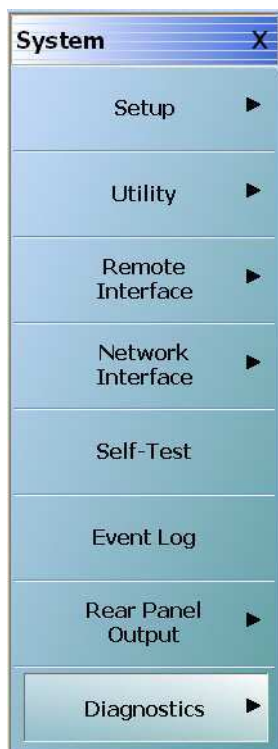 System X
Setup
Utility
Remote
Interface
Network
Interface
Self-Test
Event Log
Rear Panel
Output
Diagnostics